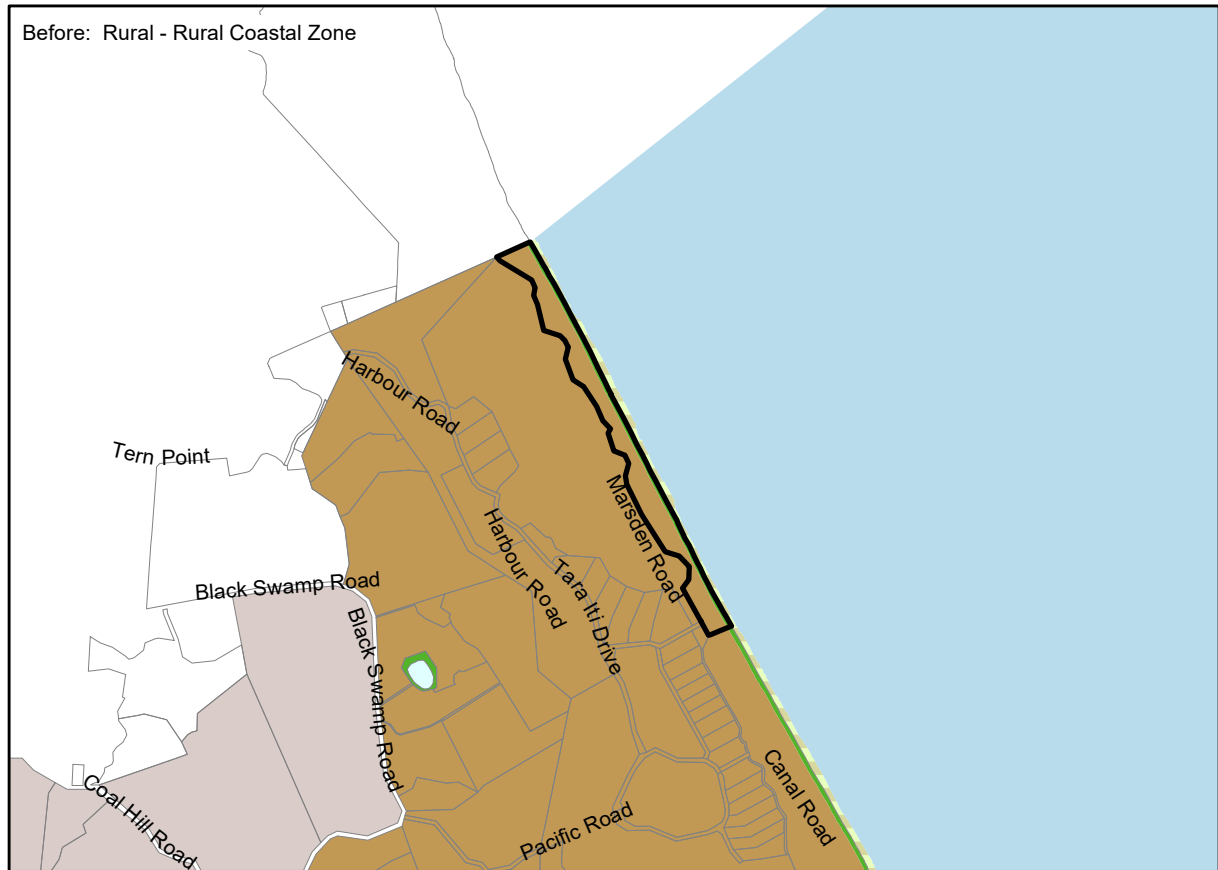 Before: Rural - Rural Coastal Zone
Harbour Road
Tern Point
Marsden Road
Harbour Road
Tara Iti Drive
Black Swamp Road
Black Swamp Road
Canal Road
Coal Hill Road
Pacific Road